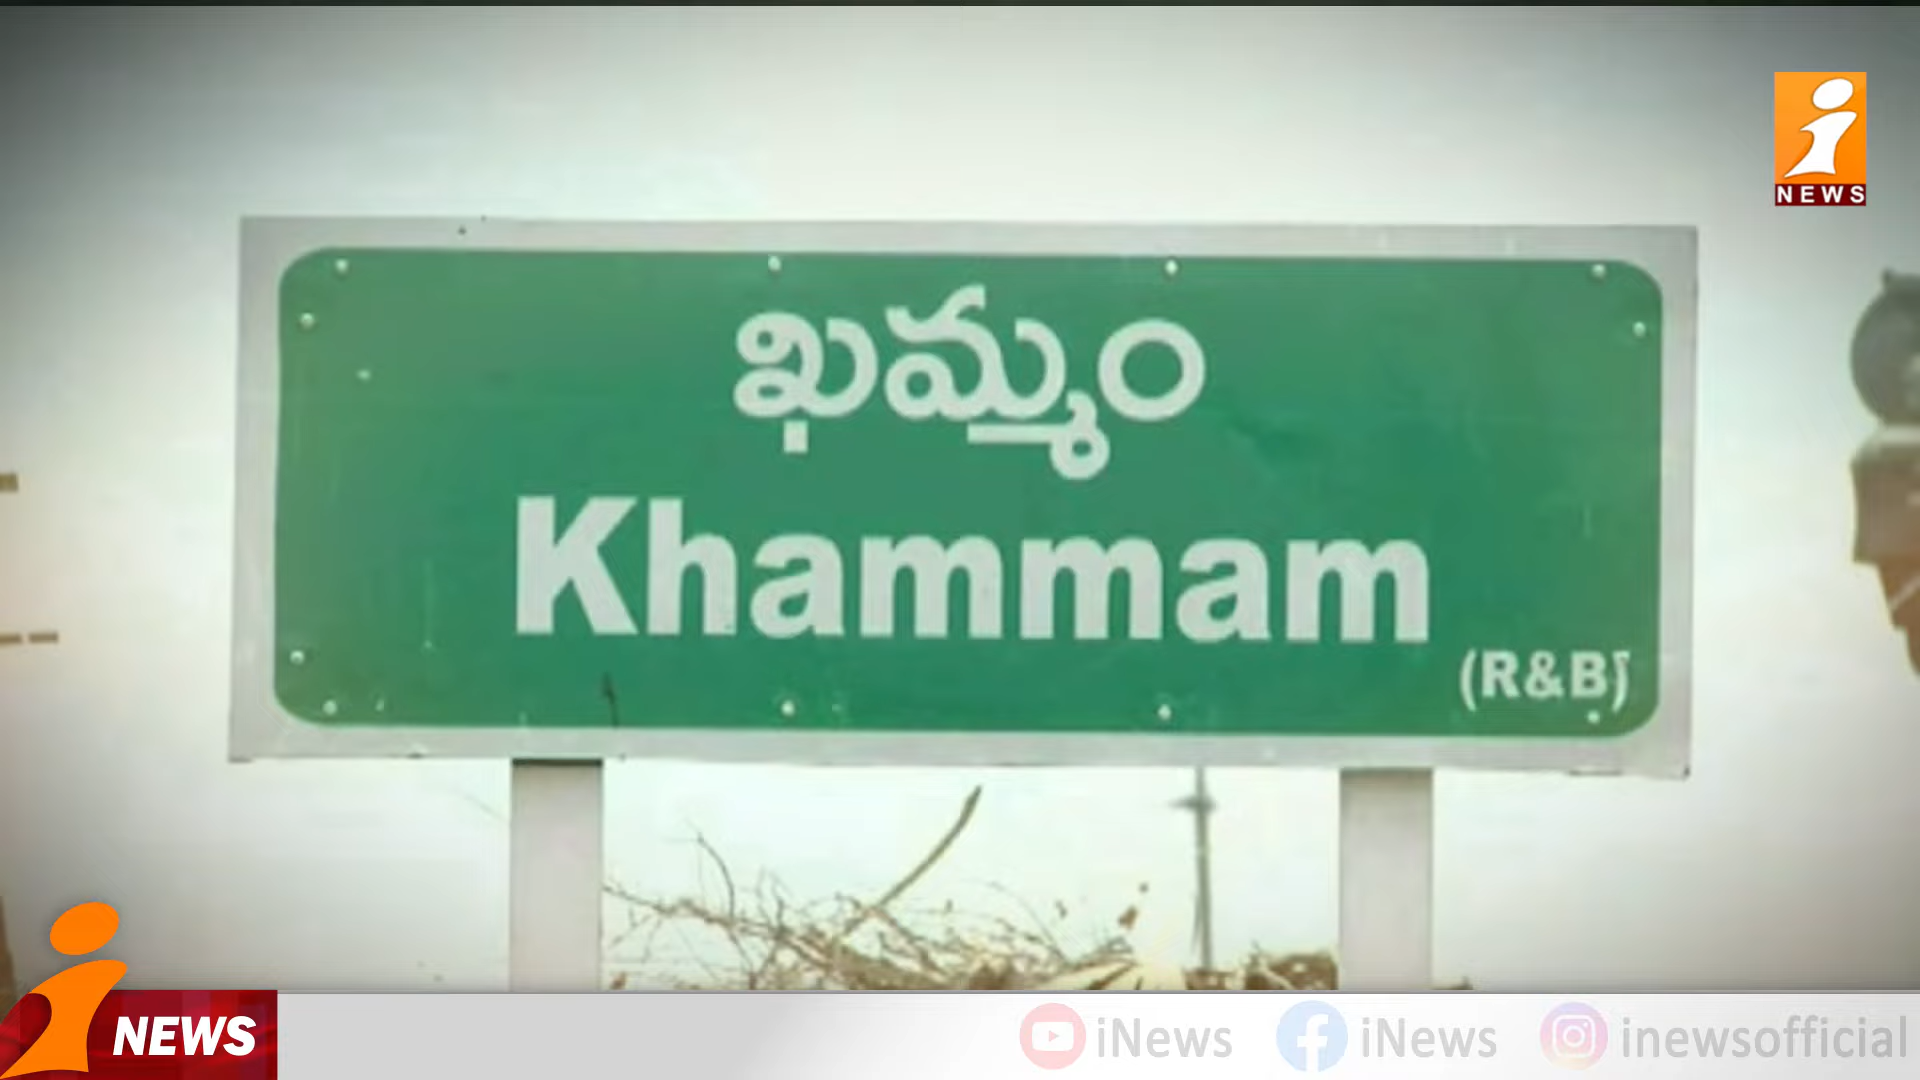 i
NEWS
ఖమ్మం
Khammam
(R&B)
i
NEWS
iNews iNews inewsofficial